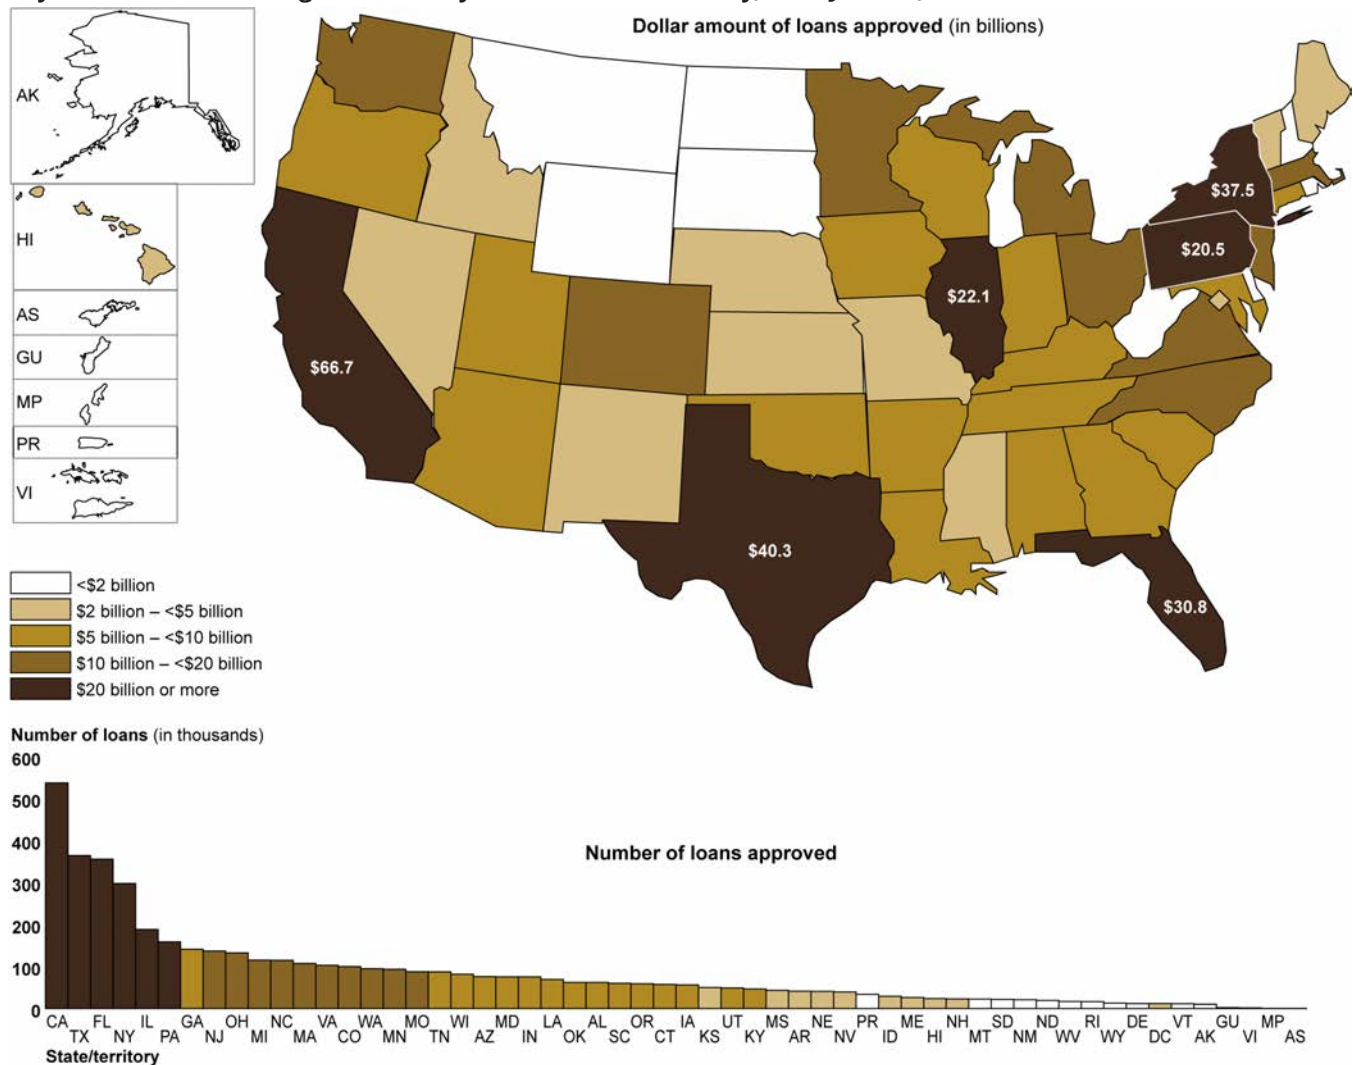 Dollar amount of loans approved (in billions)
AK
HI
AS
GU
MP
PR
VI
$37.5
$20.5
$22.1
$66.7
$40.3
$30.8
<$2 billion
$2 billion – <$5 billion
$5 billion – <$10 billion
$10 billion – <$20 billion
$20 billion or more
Number of loans (in thousands)
600
500
400
300
200
100
0
Number of loans approved
CA FL IL GA OH NC VA WA MO WI MD LA AL OR IA UT MS NE PR ME NH SD ND RI DE VT GU MP
TX NY PA NJ MI MA CO MN TN AZ IN OK SC CT KS KY AR NV ID HI MT NM WV WY DC AK VI AS
State/territory